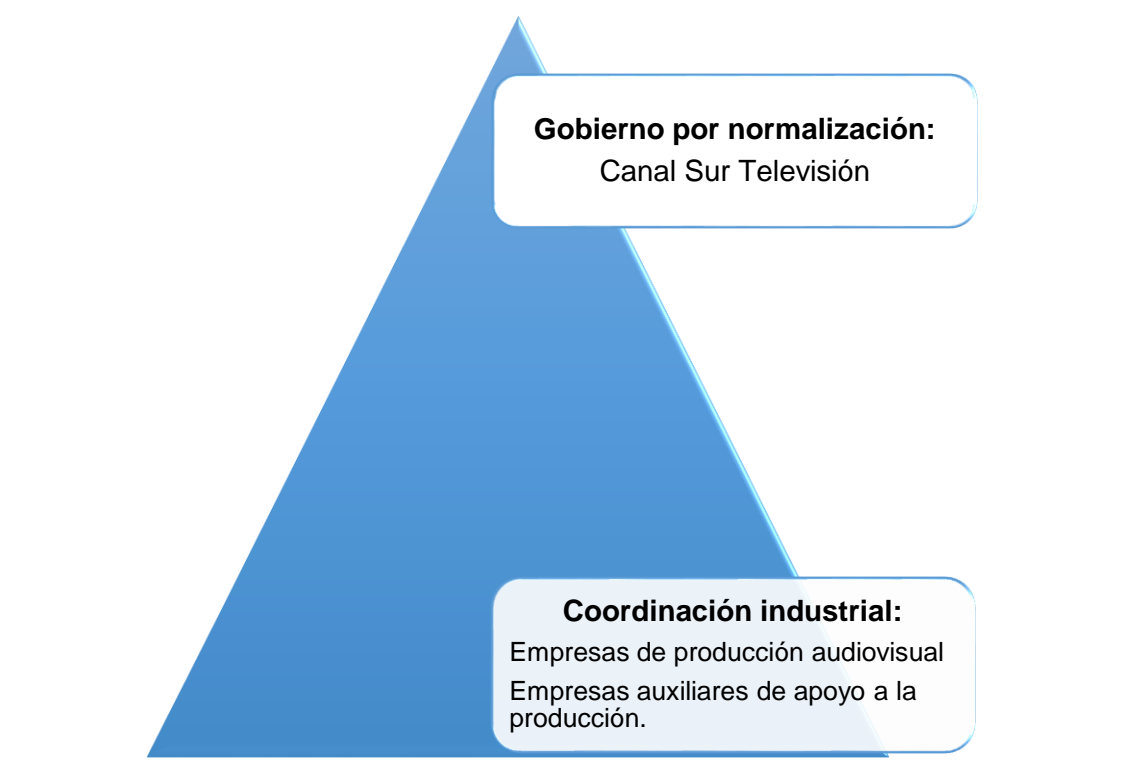 Gobierno por normalización:
Canal Sur Televisión
Coordinación industrial:
Empresas de producción audiovisual
Empresas auxiliares de apoyo a la
producción.